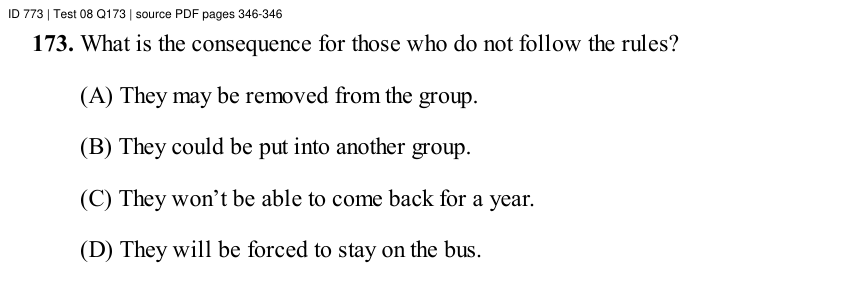 ID 773 | Test 08 Q173 | source PDF pages 346-346
173. What is the consequence for those who do not follow the rules?
(A) They may be removed from the group.
(B) They could be put into another group.
(C) They won’t be able to come back for a year.
(D) They will be forced to stay on the bus.